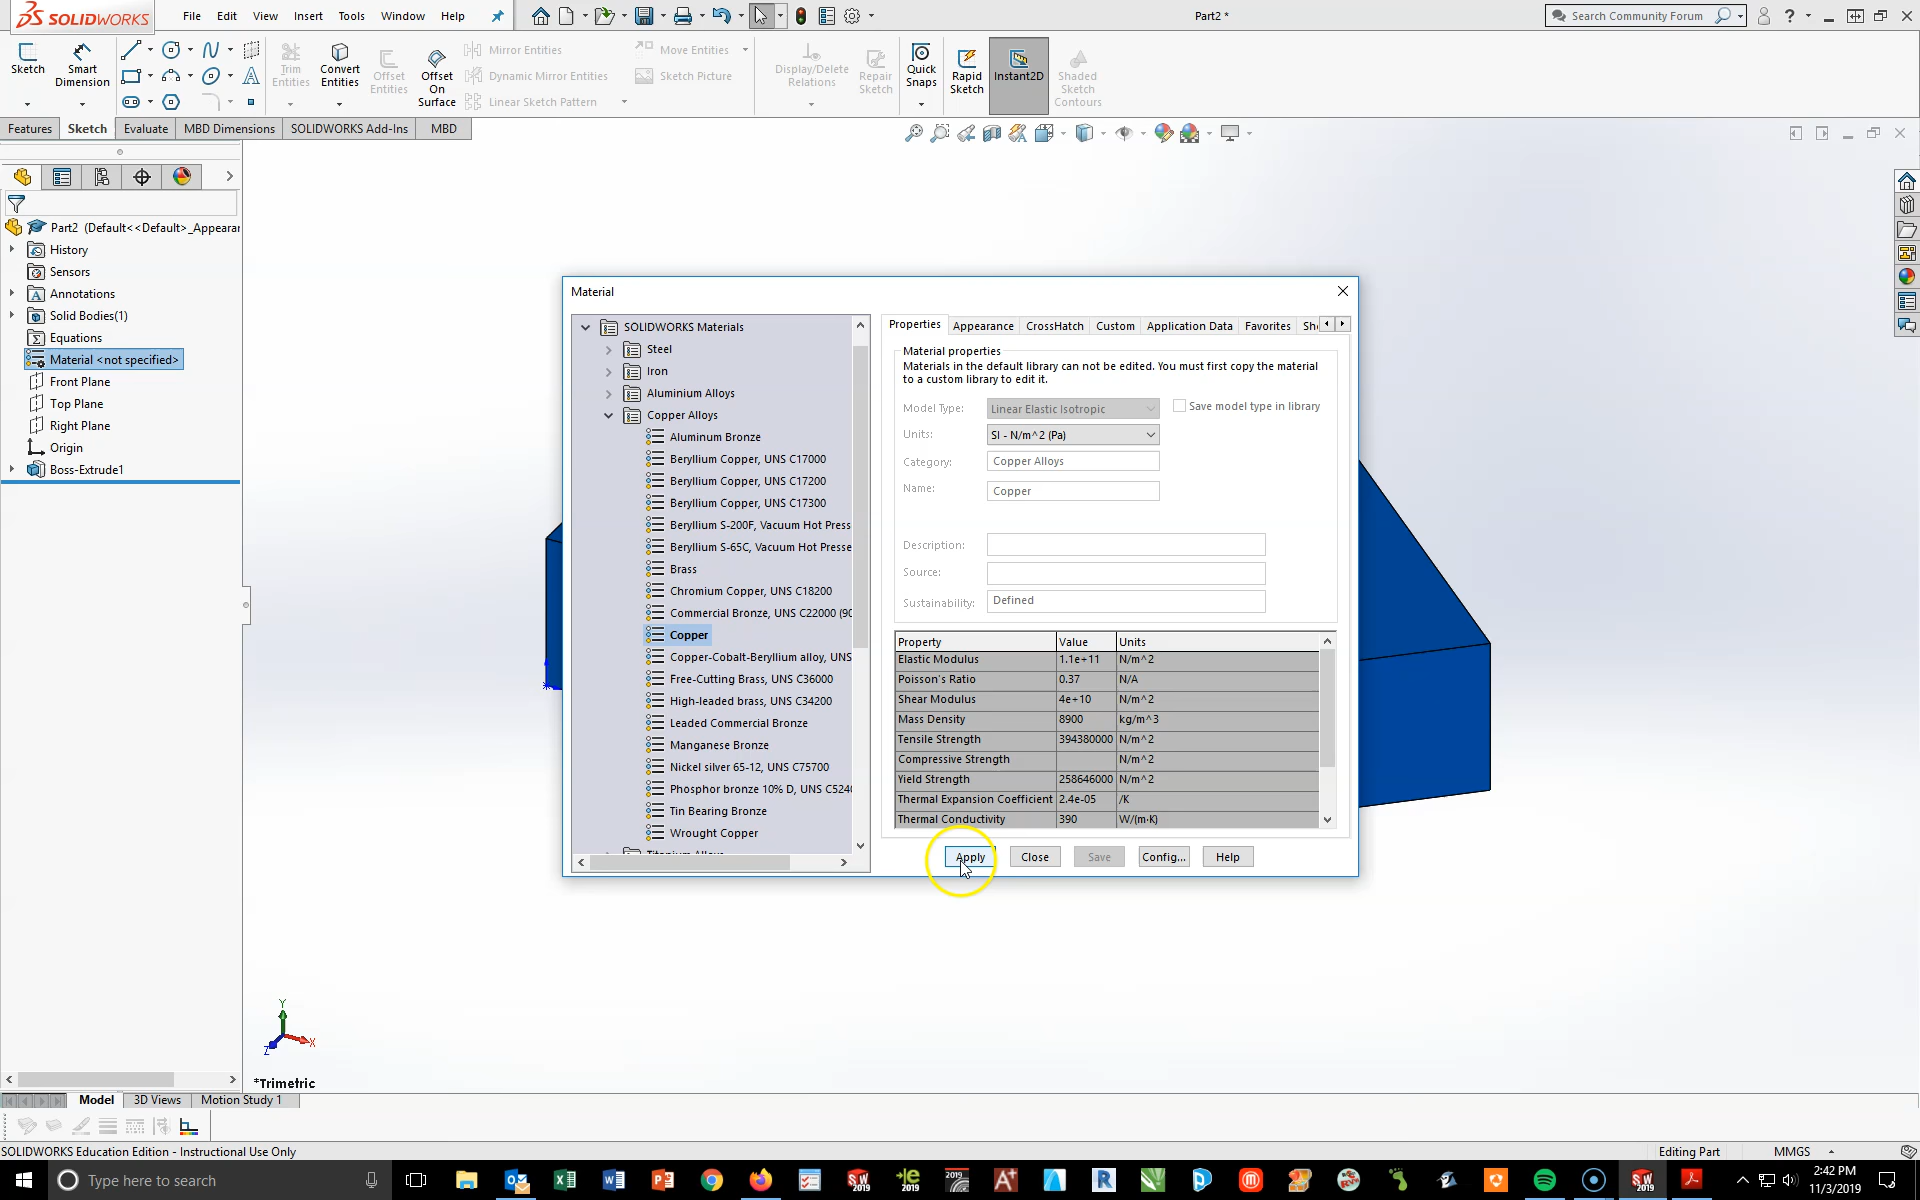 SOLIDWORKS File Edit View Insert Tools Window Help Part2 * Search Community Forum
Sketch Smart Dimension Trim Entities Convert Entities Offset Entities Offset On Surface Mirror Entities Move Entities Display/Delete Relations Repair Sketch Quick Snaps Rapid Sketch Instant2D Shaded Sketch Contours
Dynamic Mirror Entities Sketch Picture
Linear Sketch Pattern
Features Sketch Evaluate MBD Dimensions SOLIDWORKS Add-Ins MBD
Part2 (Default<<Default>_Appearar
History
Sensors
Annotations
Solid Bodies(1)
Equations
Material <not specified>
Front Plane
Top Plane
Right Plane
Origin
Boss-Extrude1
Material
SOLIDWORKS Materials
Steel
Iron
Aluminium Alloys
Copper Alloys
Aluminum Bronze
Beryllium Copper, UNS C17000
Beryllium Copper, UNS C17200
Beryllium Copper, UNS C17300
Beryllium S-200F, Vacuum Hot Press
Beryllium S-65C, Vacuum Hot Presse
Brass
Chromium Copper, UNS C18200
Commercial Bronze, UNS C22000 (90
Copper
Copper-Cobalt-Beryllium alloy, UNS
Free-Cutting Brass, UNS C36000
High-leaded brass, UNS C34200
Leaded Commercial Bronze
Manganese Bronze
Nickel silver 65-12, UNS C75700
Phosphor bronze 10% D, UNS C524
Tin Bearing Bronze
Wrought Copper
Titanium Alloys
Properties Appearance CrossHatch Custom Application Data Favorites Sh
Material properties
Materials in the default library can not be edited. You must first copy the material
to a custom library to edit it.
Model Type: Linear Elastic Isotropic Save model type in library
Units: SI - N/m^2 (Pa)
Category: Copper Alloys
Name: Copper
Description:
Source:
Sustainability: Defined
Property Value Units
Elastic Modulus 1.1e+11 N/m^2
Poisson's Ratio 0.37 N/A
Shear Modulus 4e+10 N/m^2
Mass Density 8900 kg/m^3
Tensile Strength 394380000 N/m^2
Compressive Strength N/m^2
Yield Strength 258646000 N/m^2
Thermal Expansion Coefficient 2.4e-05 /K
Thermal Conductivity 390 W/(m·K)
Apply Close Save Config... Help
Y
X
Z
*Trimetric
Model 3D Views Motion Study 1
SOLIDWORKS Education Edition - Instructional Use Only Editing Part MMGS
Type here to search 2:42 PM
11/3/2019